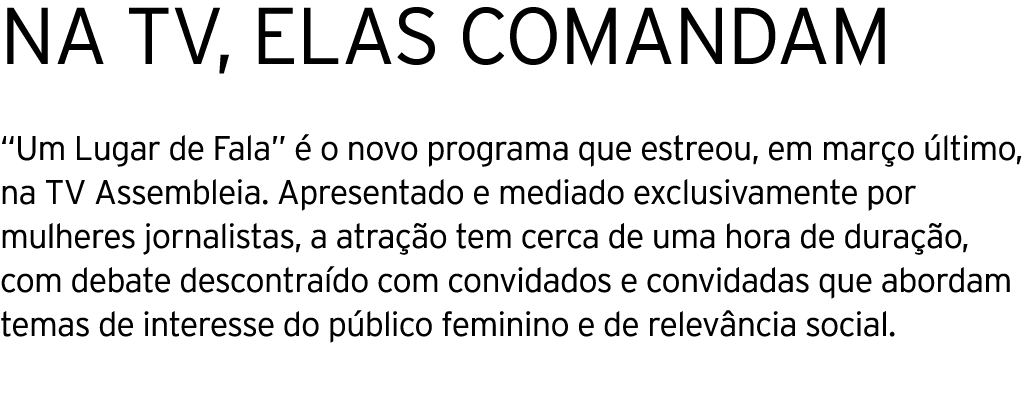 NA TV, ELAS COMANDAM
“Um Lugar de Fala” é o novo programa que estreou, em março último,
na TV Assembleia. Apresentado e mediado exclusivamente por
mulheres jornalistas, a atração tem cerca de uma hora de duração,
com debate descontraído com convidados e convidadas que abordam
temas de interesse do público feminino e de relevância social.